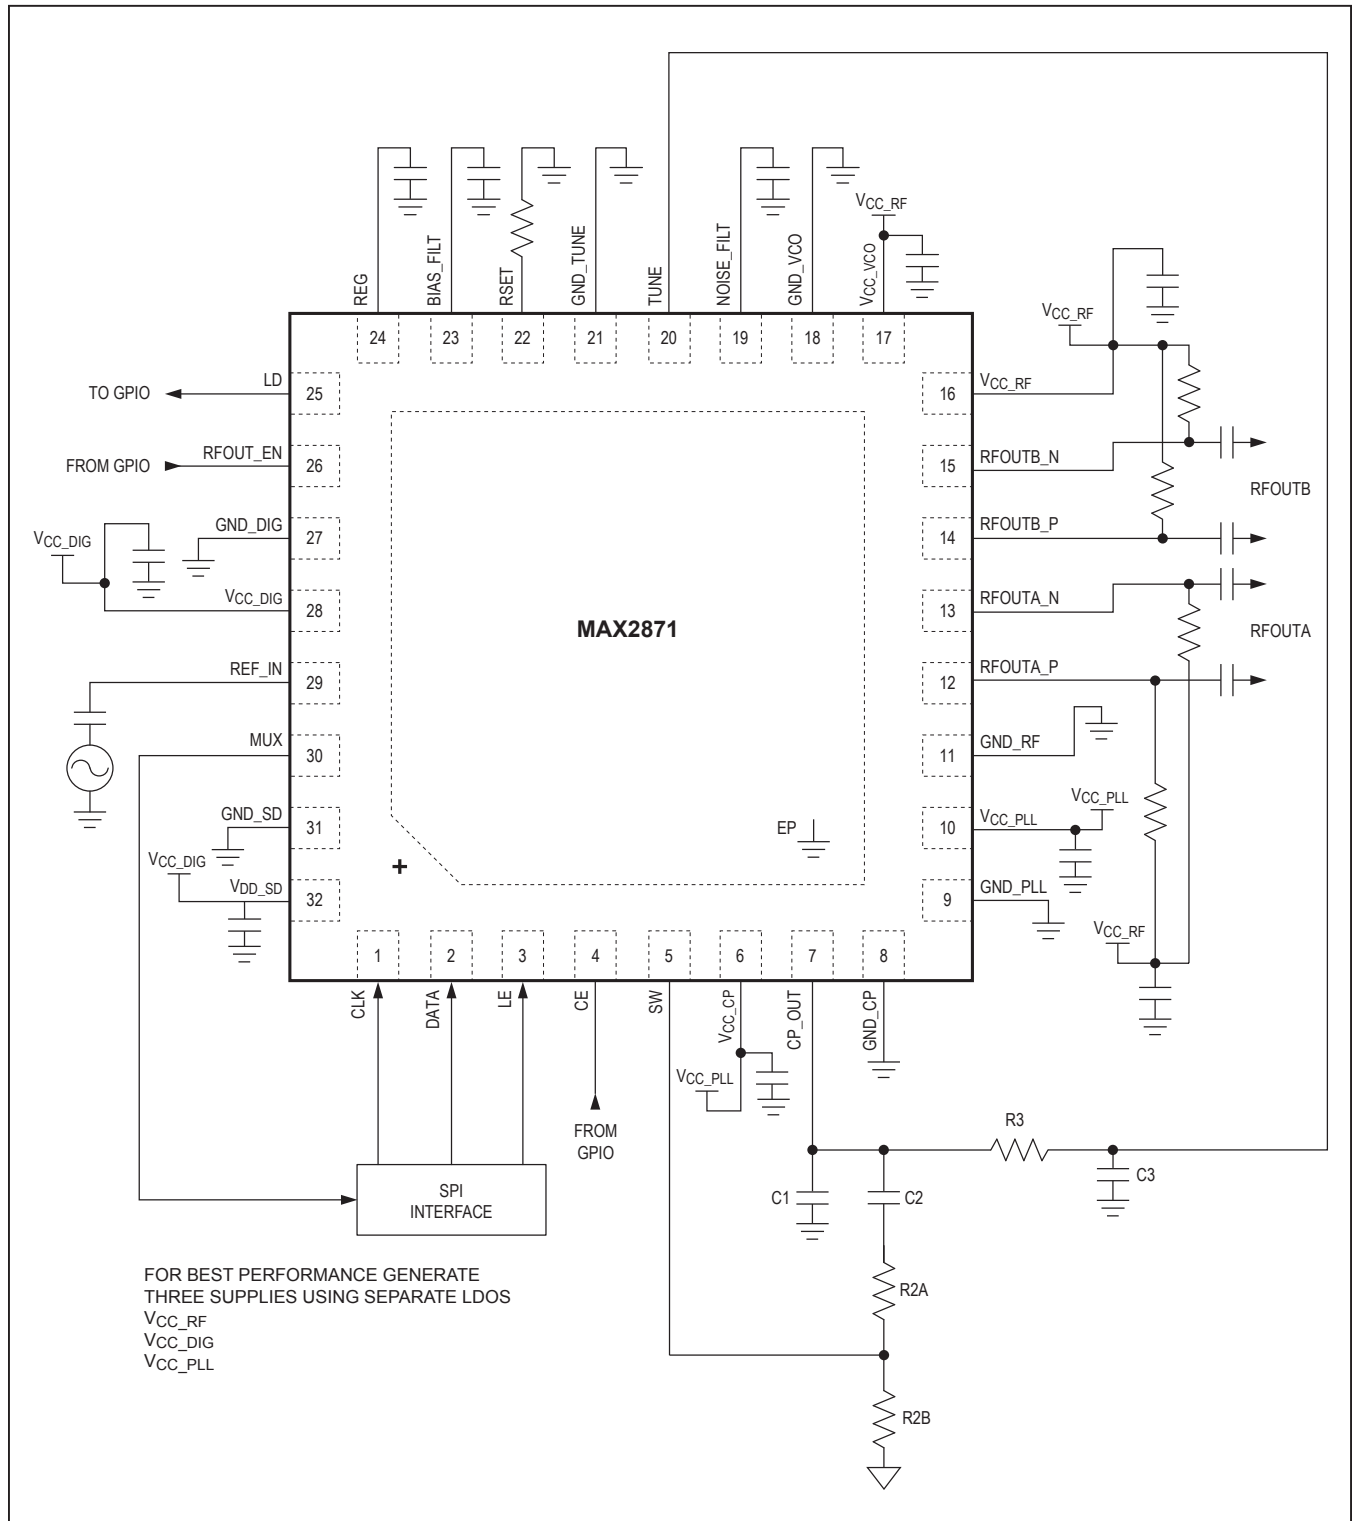 VCC_RF
REG
BIAS_FILT
RSET
GND_TUNE
TUNE
NOISE_FILT
GND_VCO
VCC_VCO
24
23
22
21
20
19
18
17
VCC_RF
TO GPIO
LD
25
16
VCC_RF
FROM GPIO
RFOUT_EN
26
15
RFOUTB_N
RFOUTB
VCC_DIG
GND_DIG
27
14
RFOUTB_P
VCC_DIG
28
13
RFOUTA_N
MAX2871
RFOUTA
REF_IN
29
12
RFOUTA_P
MUX
30
11
GND_RF
GND_SD
31
EP
10
VCC_PLL
VCC_PLL
VCC_DIG
+
VDD_SD
32
9
GND_PLL
VCC_RF
1
2
3
4
5
6
7
8
CLK
DATA
LE
CE
SW
VCC_CP
CP_OUT
GND_CP
VCC_PLL
FROM
GPIO
R3
SPI
INTERFACE
C1
C2
C3
FOR BEST PERFORMANCE GENERATE
THREE SUPPLIES USING SEPARATE LDOS
VCC_RF
VCC_DIG
VCC_PLL
R2A
R2B